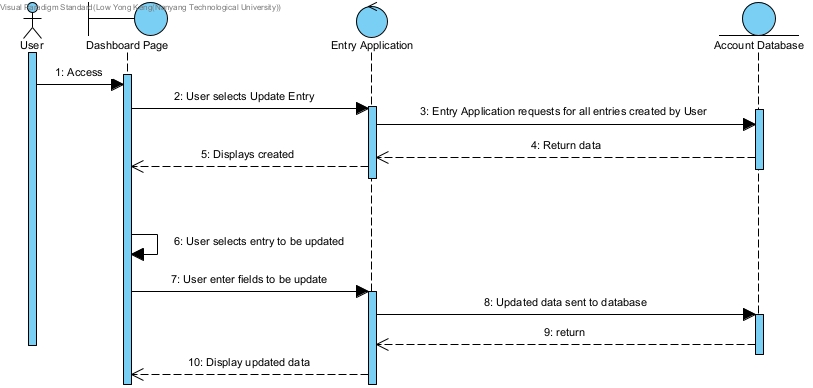 Visual Paradigm Standard(Low Yong Kang(Nanyang Technological University))
User
Dashboard Page
Entry Application
Account Database
1: Access
2: User selects Update Entry
3: Entry Application requests for all entries created by User
4: Return data
5: Displays created
6: User selects entry to be updated
7: User enter fields to be update
8: Updated data sent to database
9: return
10: Display updated data